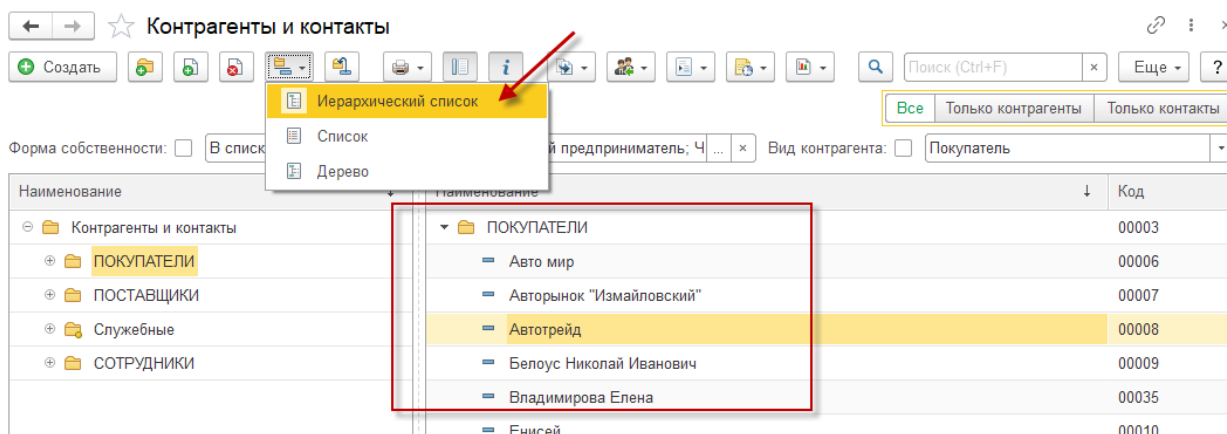 Контрагенты и контакты
Создать
Поиск (Ctrl+F)
×
Еще
?
Иерархический список
Список
Дерево
Все Только контрагенты Только контакты
Форма собственности: В списк й предприниматель; Ч ... × Вид контрагента: Покупатель
Наименование Наименование Код
Контрагенты и контакты ПОКУПАТЕЛИ 00003
ПОКУПАТЕЛИ Авто мир 00006
ПОСТАВЩИКИ Авторынок "Измайловский" 00007
Служебные Автотрейд 00008
СОТРУДНИКИ Белоус Николай Иванович 00009
Владимирова Елена 00035
Енисей 00010